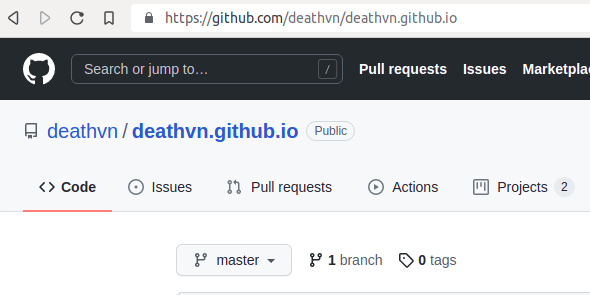 https://github.com/deathvn/deathvn.github.io
Search or jump to… / Pull requests Issues Marketplac
deathvn / deathvn.github.io Public
Code Issues Pull requests Actions Projects 2
master 1 branch 0 tags